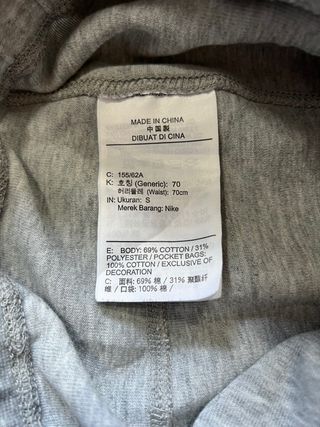 MADE IN CHINA
中國製
DIBUAT DI CINA
C: 155/62A
K: 호칭 (Generic): 70
허리둘레 (Waist): 70cm
IN: Ukuran: S
Merek Barang: Nike
E: BODY: 69% COTTON / 31%
POLYESTER / POCKET BAGS:
100% COTTON / EXCLUSIVE OF
DECORATION
C: 面料: 69% 棉 / 31% 聚酯纤
维 / 口袋: 100% 棉 /